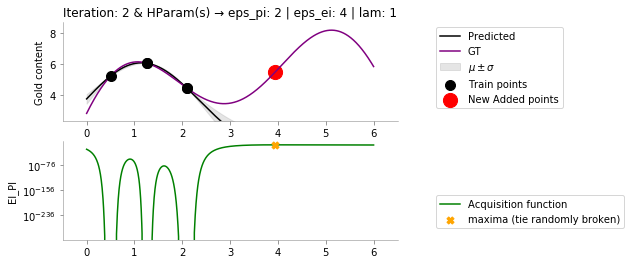 Iteration: 2 & HParam(s) → eps_pi: 2 | eps_ei: 4 | lam: 1
Gold content
8
6
4
0 1 2 3 4 5 6
Predicted
GT
μ ± σ
Train points
New Added points
EI_PI
10^-76
10^-156
10^-236
0 1 2 3 4 5 6
Acquisition function
maxima (tie randomly broken)